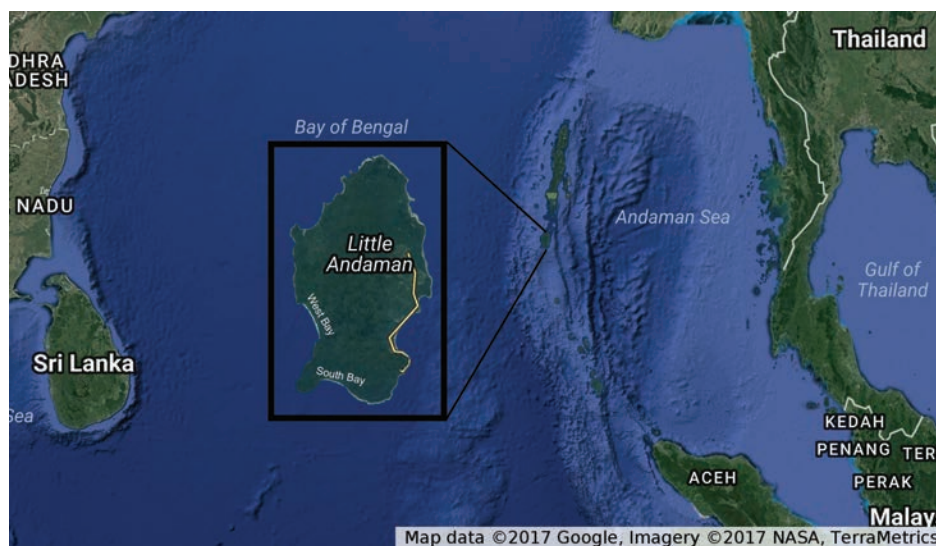 DHRA
ADESH
Thailand
Bay of Bengal
NADU
Little
Andaman
Andaman Sea
Gulf of
Thailand
West Bay
Sri Lanka
South Bay
Sea
KEDAH
PENANG
TER
ACEH
PERAK
Malay
Map data ©2017 Google, Imagery ©2017 NASA, TerraMetrics